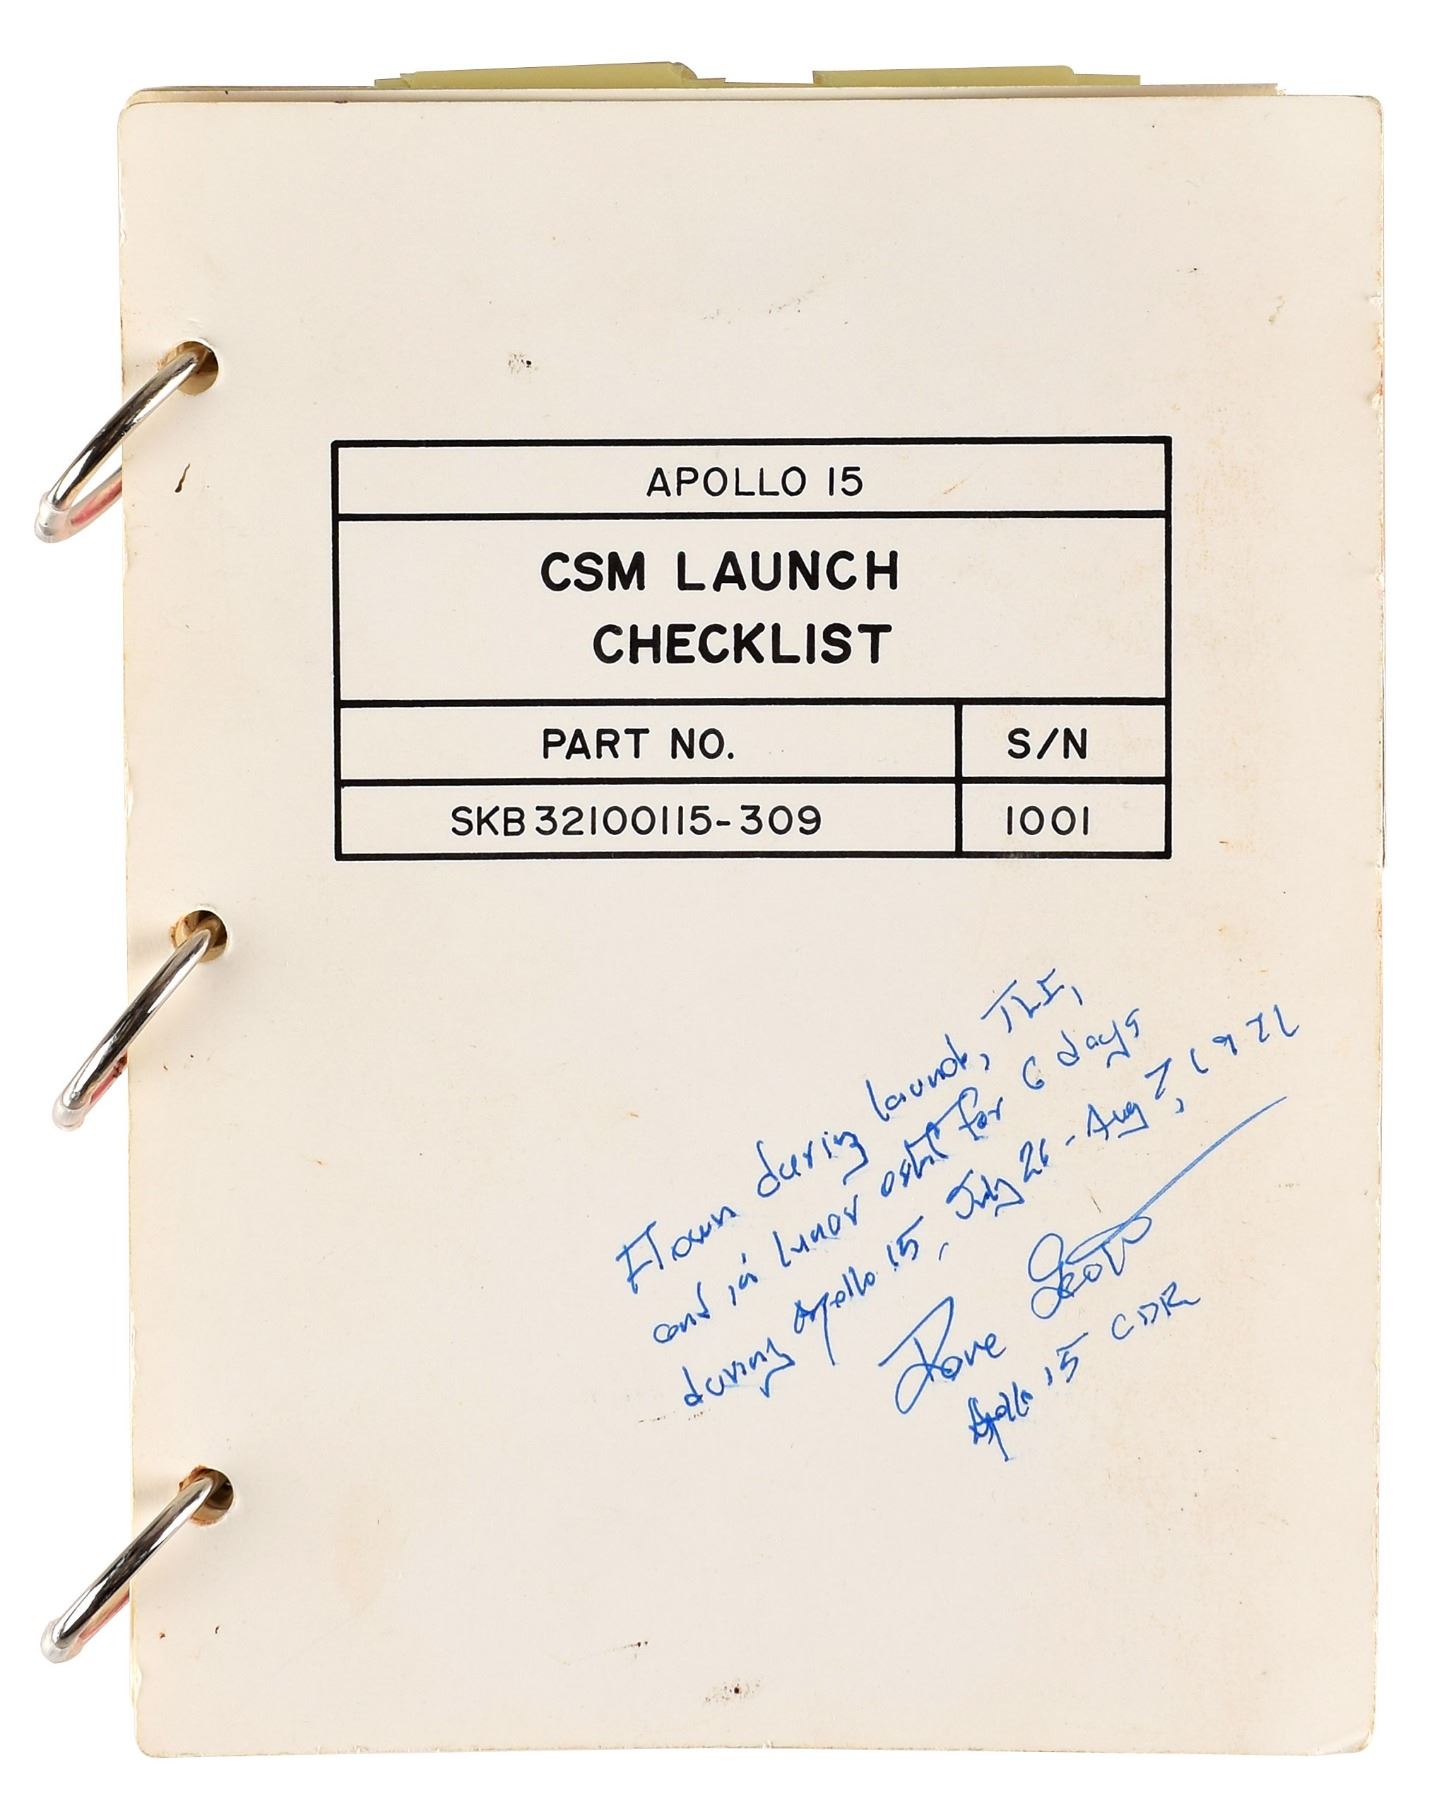 APOLLO 15
CSM LAUNCH
CHECKLIST
PART NO. S/N
SKB32100115-309 1001
Flown during launch, TLI,
and in lunar orbit for 6 days
during Apollo 15, July 26 - Aug 7, 1971
Dave Scott
Apollo 15 CDR